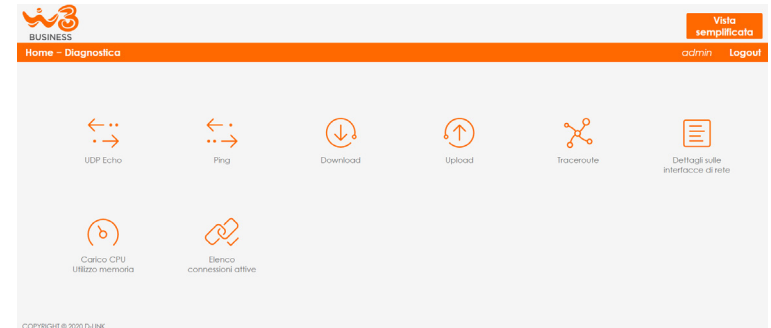 W3
BUSINESS
Vista
semplificata
Home – Diagnostica
admin Logout
UDP Echo
Ping
Download
Upload
Traceroute
Dettagli sulle
interfacce di rete
Carico CPU
Utilizzo memoria
Elenco
connessioni attive
COPYRIGHT © 2020 D-LINK